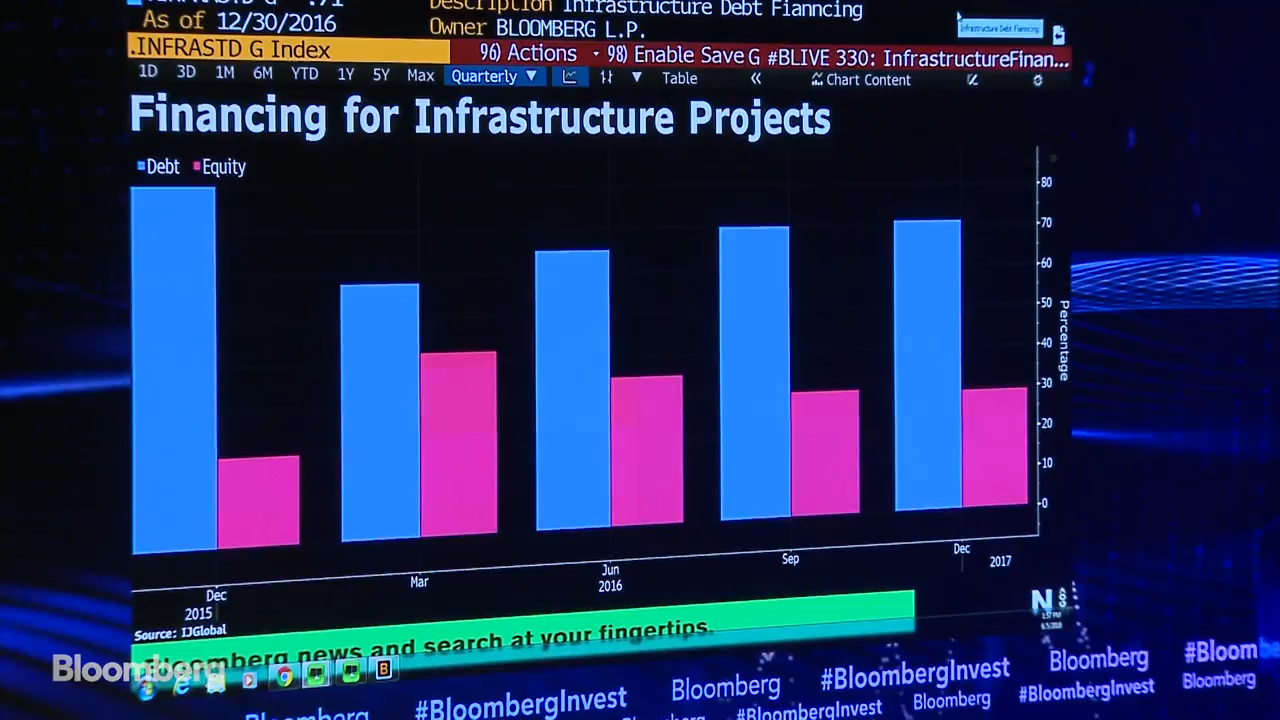 Description Infrastructure Debt Fianncing
As of 12/30/2016
Owner BLOOMBERG L.P.
Infrastructure Debt Fianncing
.INFRASTD G Index 96) Actions 98) Enable Save G #BLIVE 330: InfrastructureFinan...
1D 3D 1M 6M YTD 1Y 5Y Max Quarterly ▼ ▼ Table « Chart Content
Financing for Infrastructure Projects
Debt Equity
80
70
60
50
40
30
20
10
0
Percentage
Dec Mar Jun Sep Dec
2015 2016 2017
Source: IJGlobal
Bloomberg news and search at your fingertips.
N
Bloomberg
B
Bloomberg #BloombergInvest Bloomberg #BloombergInvest Bloomberg #Bloom
#BloombergInvest Bloomberg #BloombergInvest Bloomberg